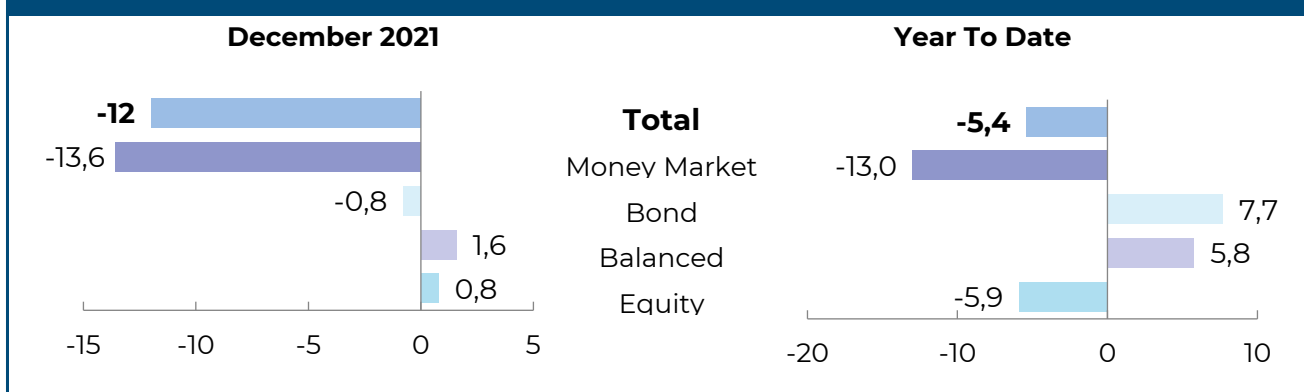 December 2021
Year To Date
-12
Total
-5,4
-13,6
Money Market
-13,0
-0,8
Bond
7,7
1,6
Balanced
5,8
0,8
Equity
-5,9
-15 -10 -5 0 5
-20 -10 0 10